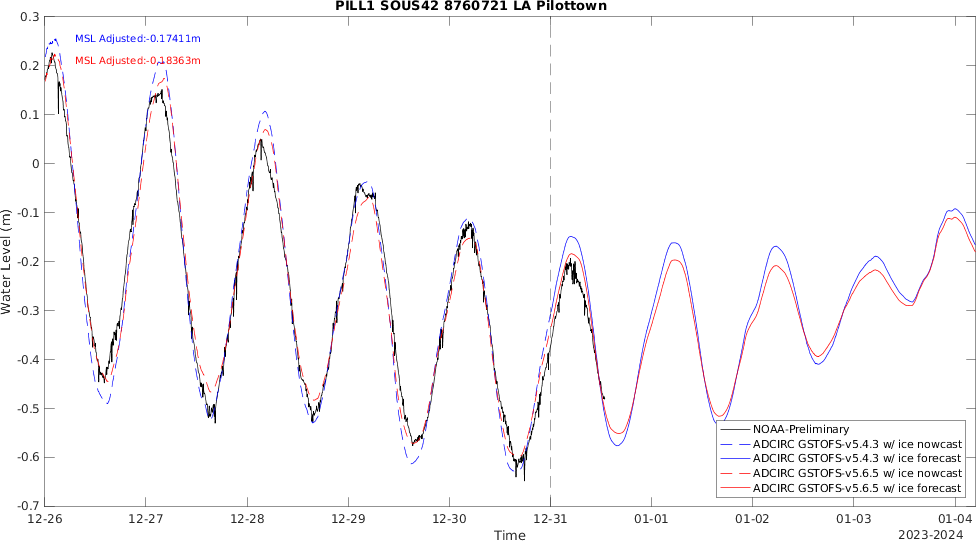 PILL1 SOUS42 8760721 LA Pilottown
0.3
MSL Adjusted:-0.17411m
0.2
MSL Adjusted:-0.18363m
0.1
0
-0.1
-0.2
-0.3
-0.4
-0.5
-0.6
-0.7
Water Level (m)
NOAA-Preliminary
ADCIRC GSTOFS-v5.4.3 w/ ice nowcast
ADCIRC GSTOFS-v5.4.3 w/ ice forecast
ADCIRC GSTOFS-v5.6.5 w/ ice nowcast
ADCIRC GSTOFS-v5.6.5 w/ ice forecast
12-26 12-27 12-28 12-29 12-30 12-31 01-01 01-02 01-03 01-04
Time
2023-2024